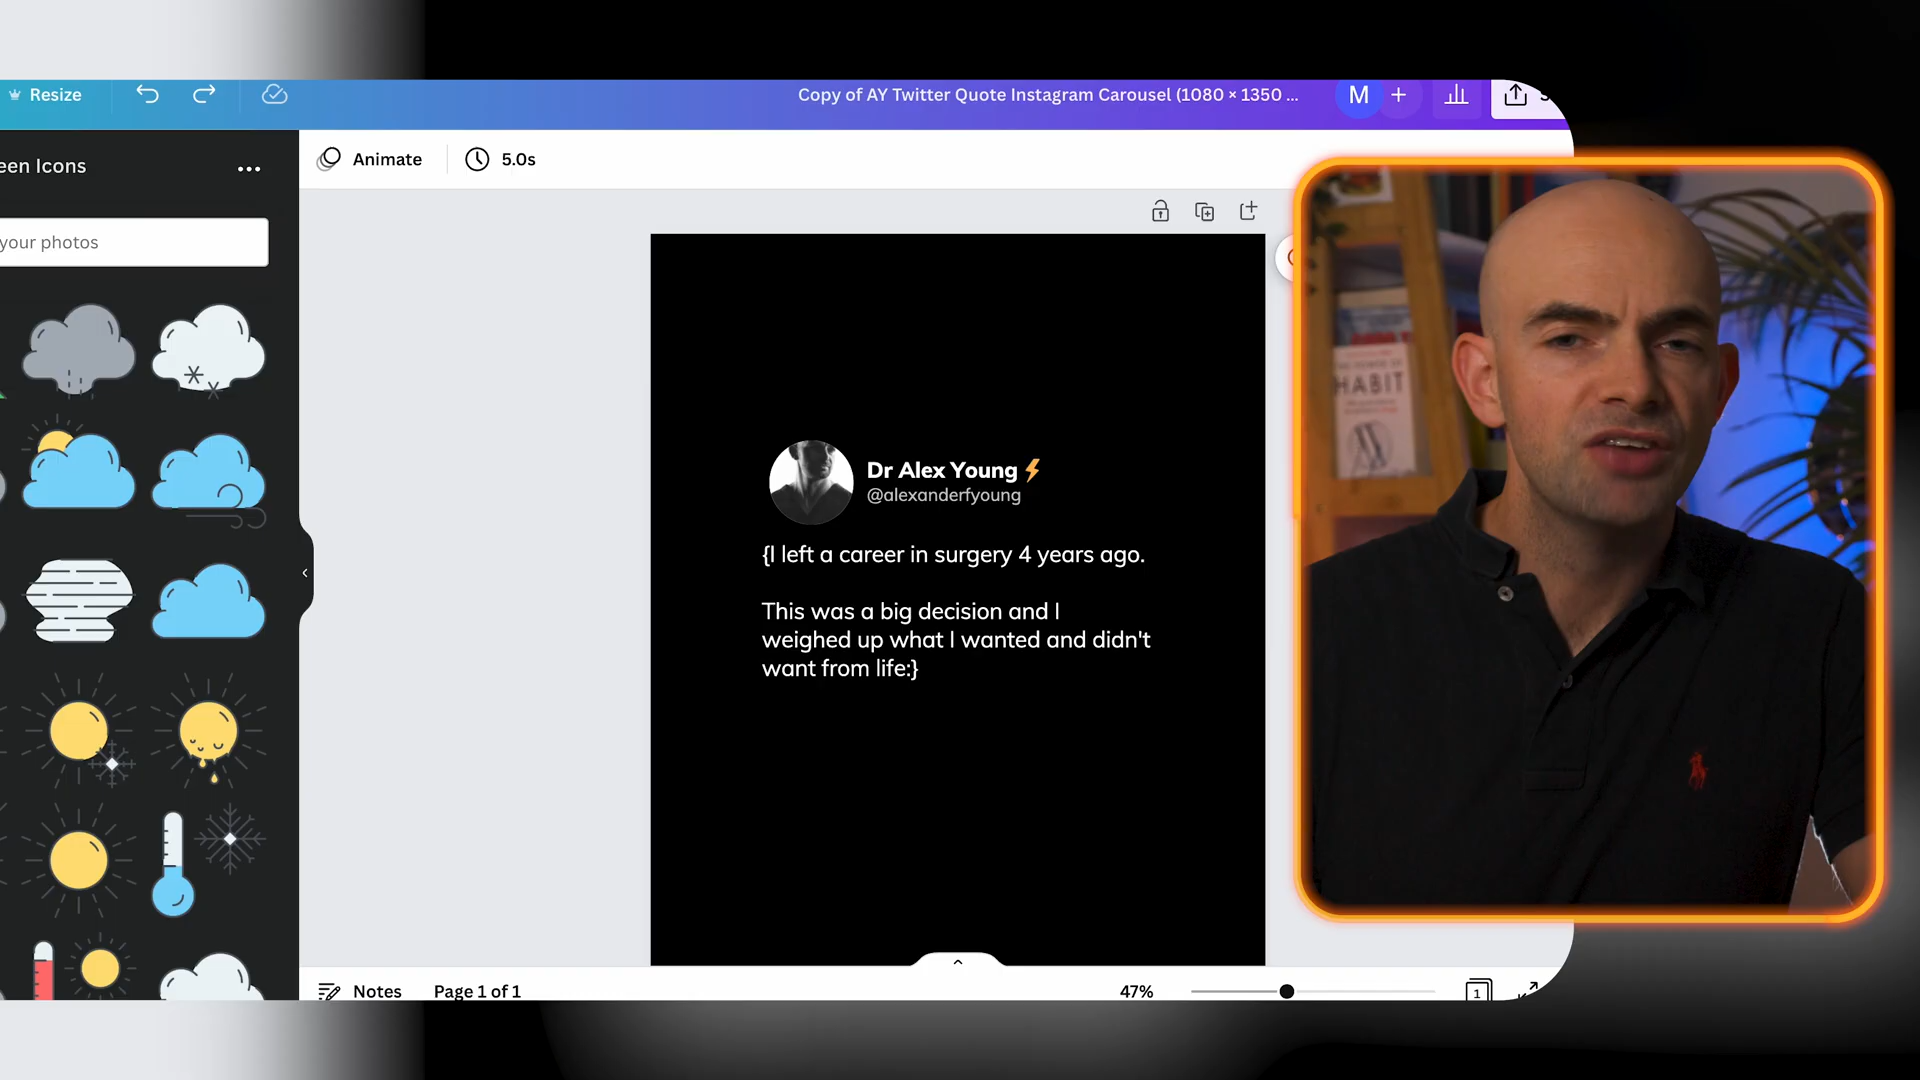 Resize
Copy of AY Twitter Quote Instagram Carousel (1080 × 1350 ...
M
een Icons
Animate
5.0s
your photos
HABIT
Dr Alex Young
@alexanderfyoung
{I left a career in surgery 4 years ago.
This was a big decision and I
weighed up what I wanted and didn't
want from life:}
Notes
Page 1 of 1
47%
1